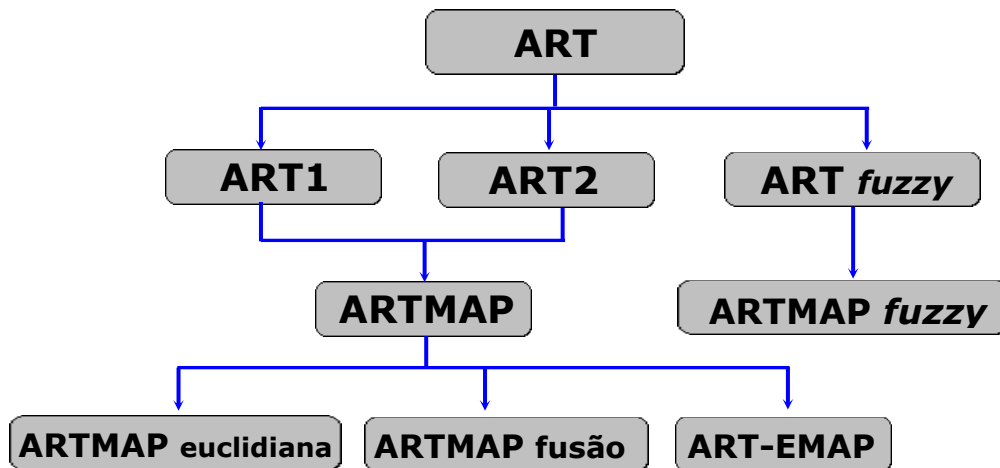 ART
ART1
ART2
ART fuzzy
ARTMAP
ARTMAP fuzzy
ARTMAP euclidiana
ARTMAP fusão
ART-EMAP